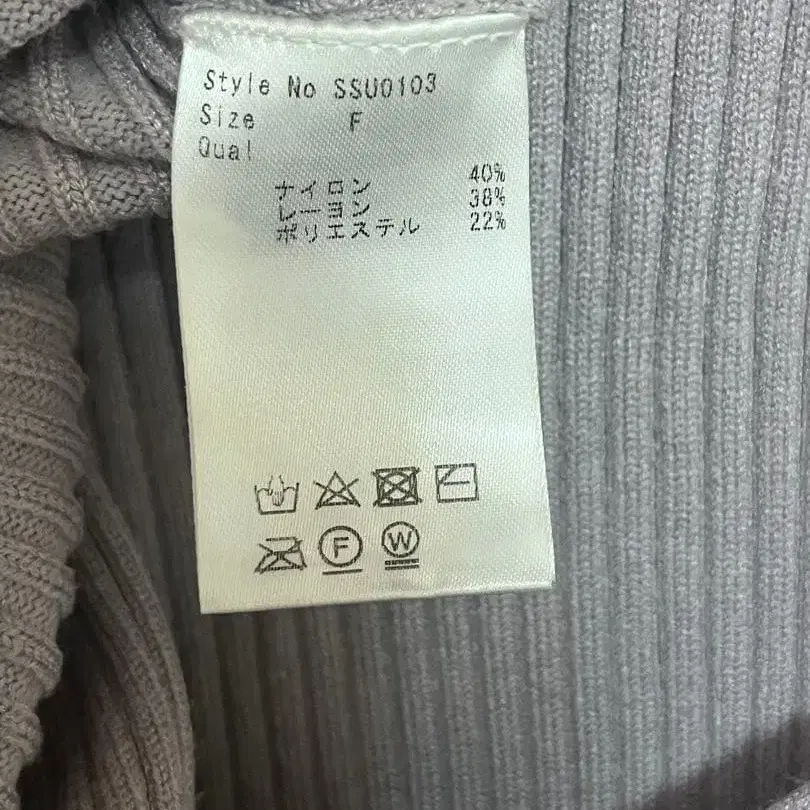 Style No SSU0103
Size F
Qual
ナイロン 40%
レーヨン 38%
ポリエステル 22%
F W